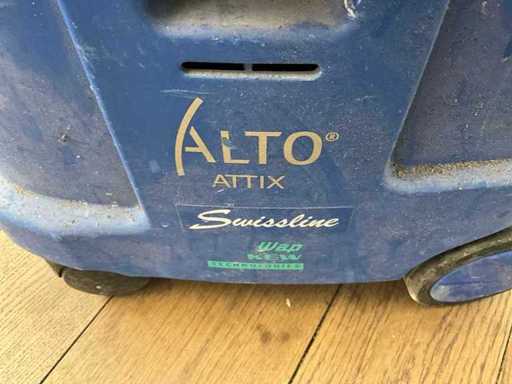 ALTO®
ATTIX
Swissline
Wap
KEW
TECHNOLOGIES